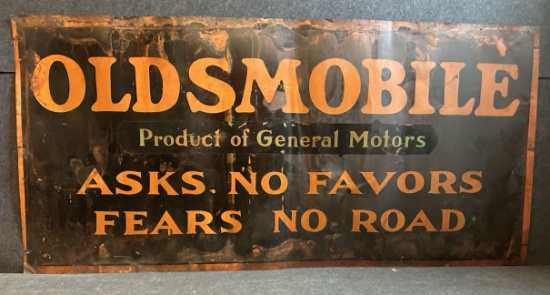 OLDSMOBILE
Product of General Motors
ASKS NO FAVORS
FEARS NO ROAD